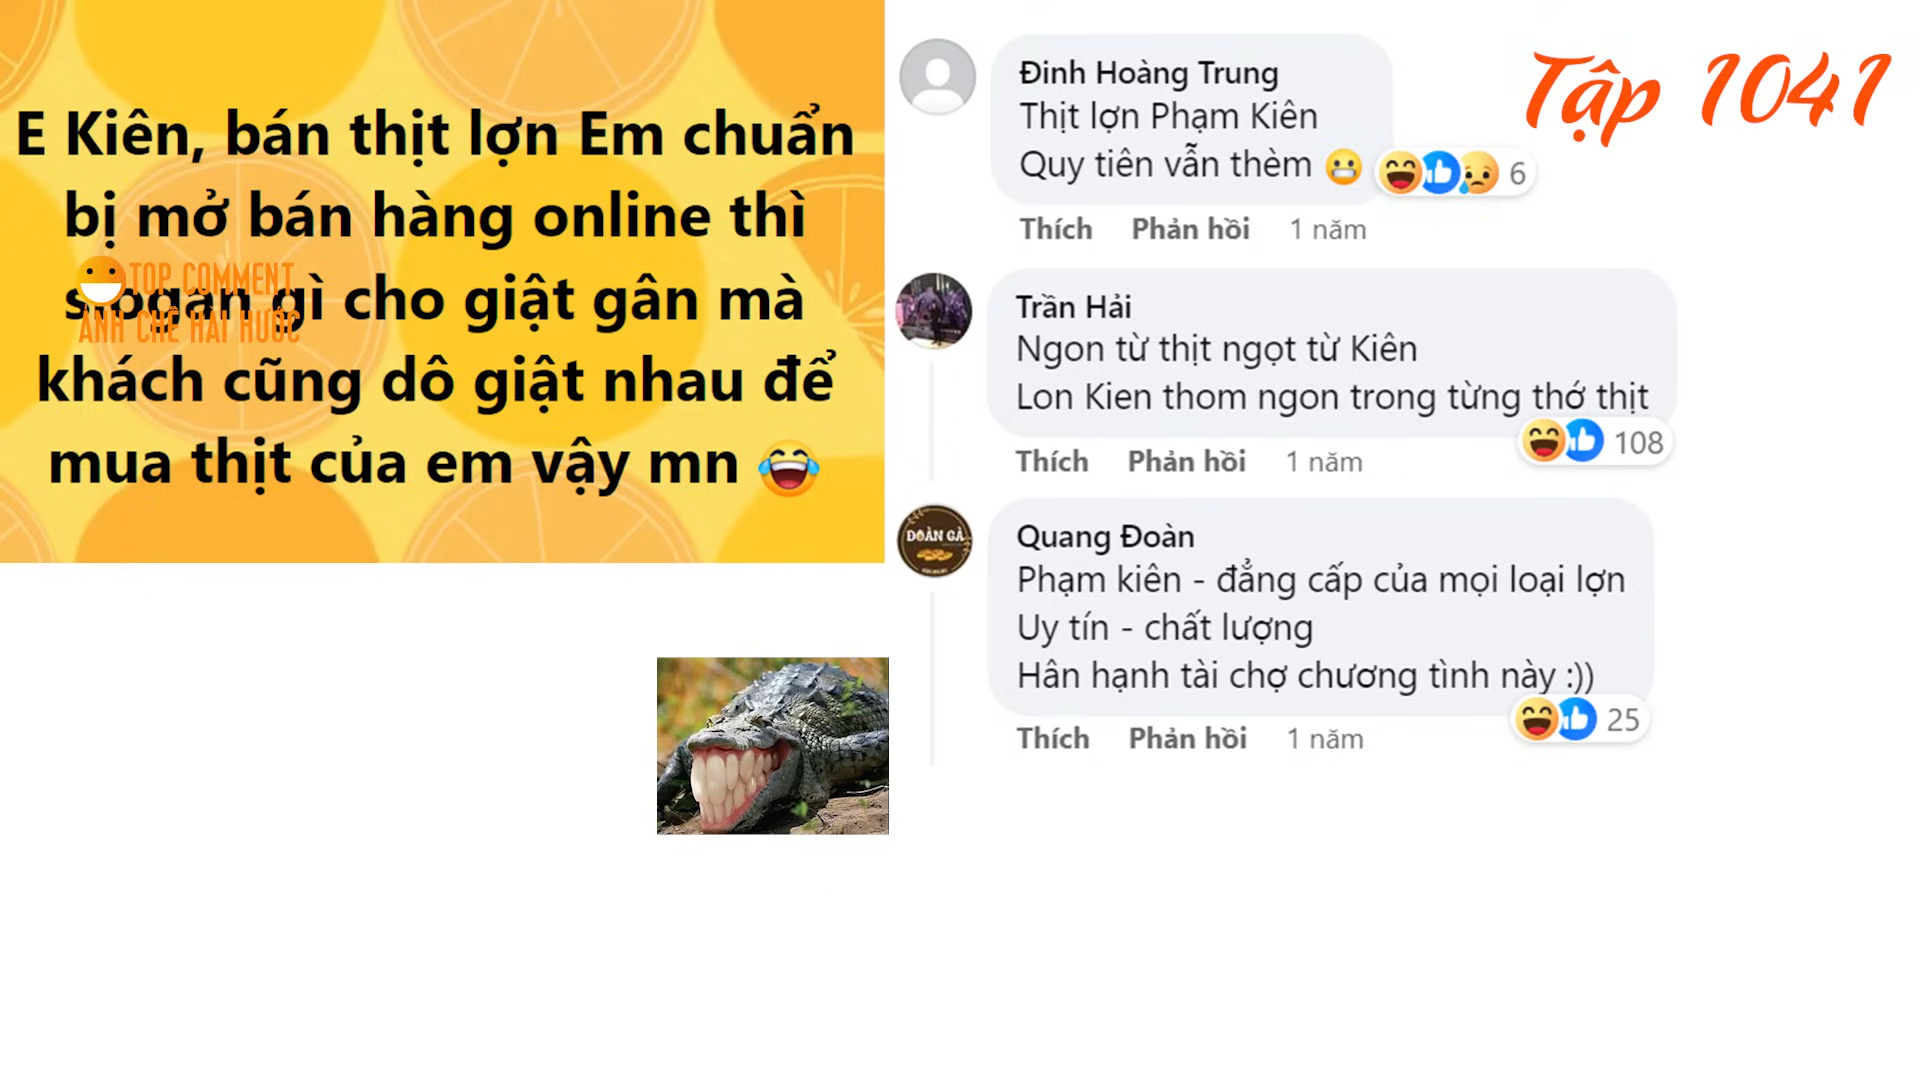 E Kiên, bán thịt lợn Em chuẩn
bị mở bán hàng online thì
slogan gì cho giật gân mà
khách cũng dô giật nhau để
mua thịt của em vậy mn 😂
TOP COMMENT
ẢNH CHẾ HÀI HƯỚC
Tập 1041
Đinh Hoàng Trung
Thịt lợn Phạm Kiên
Quy tiên vẫn thèm 😬
6
Thích Phản hồi 1 năm
Trần Hải
Ngon từ thịt ngọt từ Kiên
Lon Kien thom ngon trong từng thớ thịt
108
Thích Phản hồi 1 năm
ĐOÀN GÀ
Quang Đoàn
Phạm kiên - đẳng cấp của mọi loại lợn
Uy tín - chất lượng
Hân hạnh tài chợ chương tình này :))
25
Thích Phản hồi 1 năm